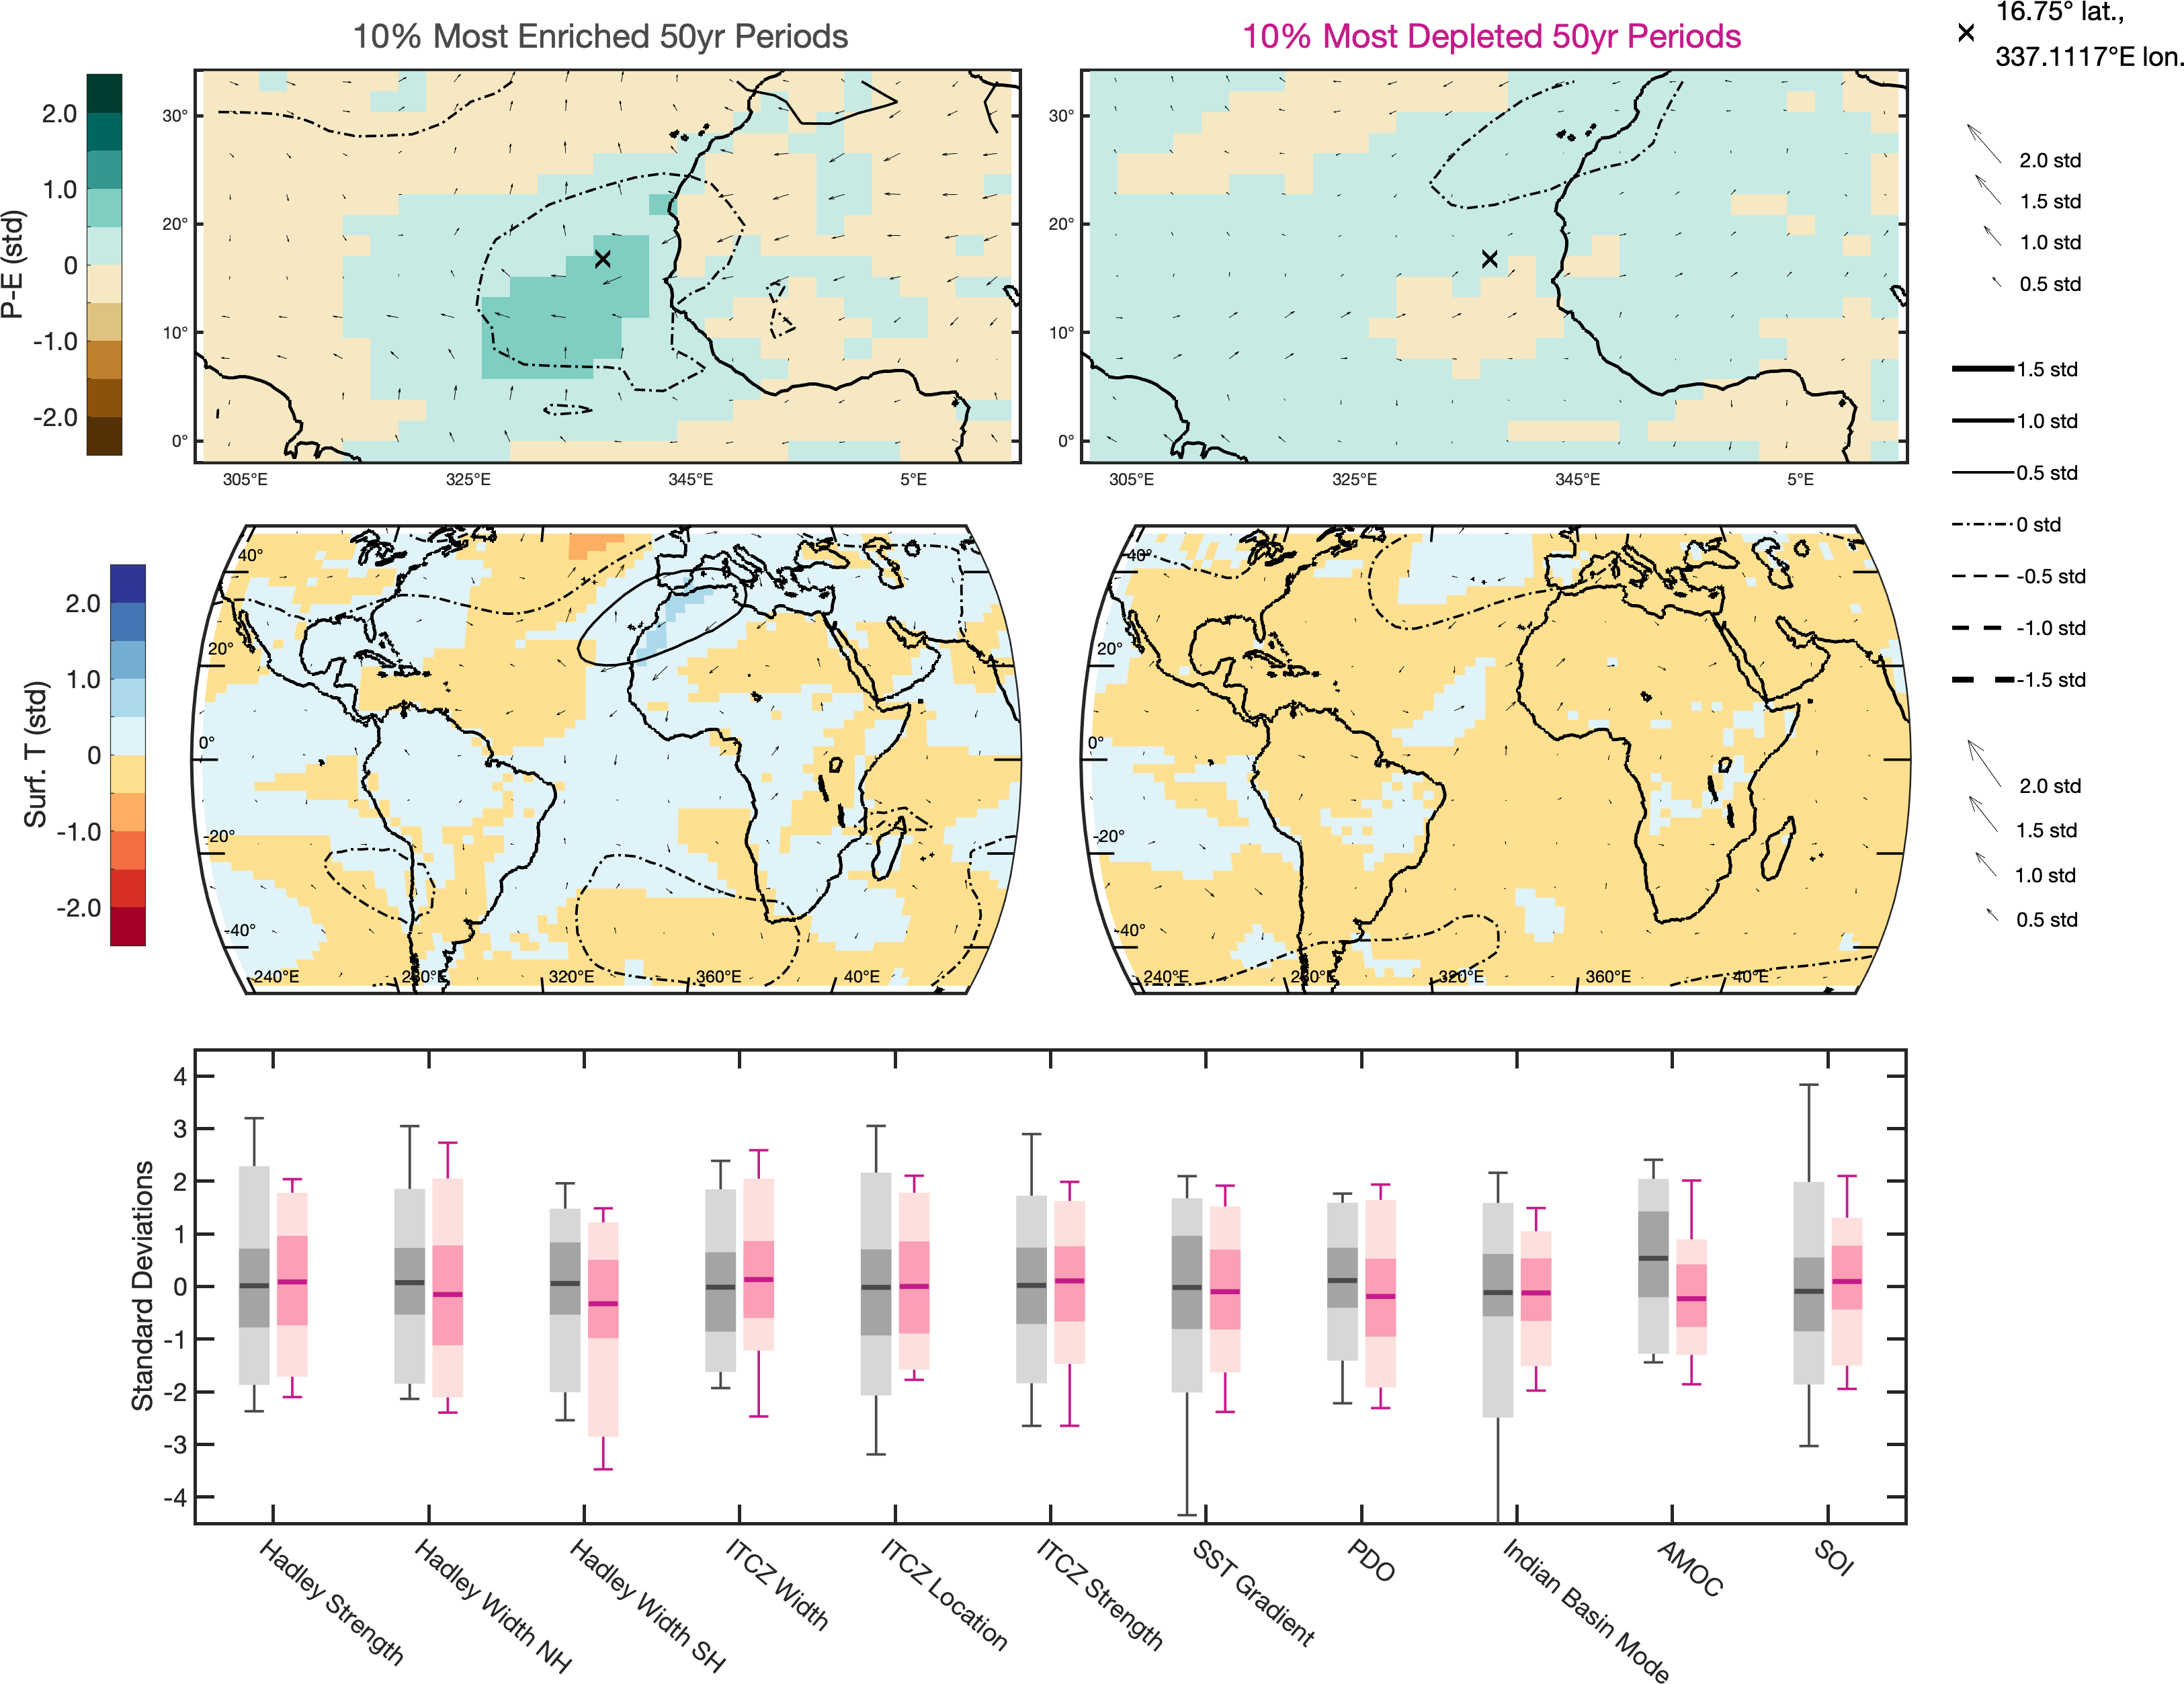 10% Most Enriched 50yr Periods
10% Most Depleted 50yr Periods
16.75° lat.,
337.1117°E lon.
P-E (std)
2.0
1.0
0
-1.0
-2.0
30°
20°
10°
0°
305°E
325°E
345°E
5°E
30°
20°
10°
0°
305°E
325°E
345°E
5°E
2.0 std
1.5 std
1.0 std
0.5 std
1.5 std
1.0 std
0.5 std
0 std
-0.5 std
-1.0 std
-1.5 std
Surf. T (std)
2.0
1.0
0
-1.0
-2.0
40°
20°
0°
-20°
-40°
240°E
280°E
320°E
360°E
40°E
40°
20°
0°
-20°
-40°
240°E
280°E
320°E
360°E
40°E
2.0 std
1.5 std
1.0 std
0.5 std
Standard Deviations
4
3
2
1
0
-1
-2
-3
-4
Hadley Strength
Hadley Width NH
Hadley Width SH
ITCZ Width
ITCZ Location
ITCZ Strength
SST Gradient
PDO
Indian Basin Mode
AMOC
SOI